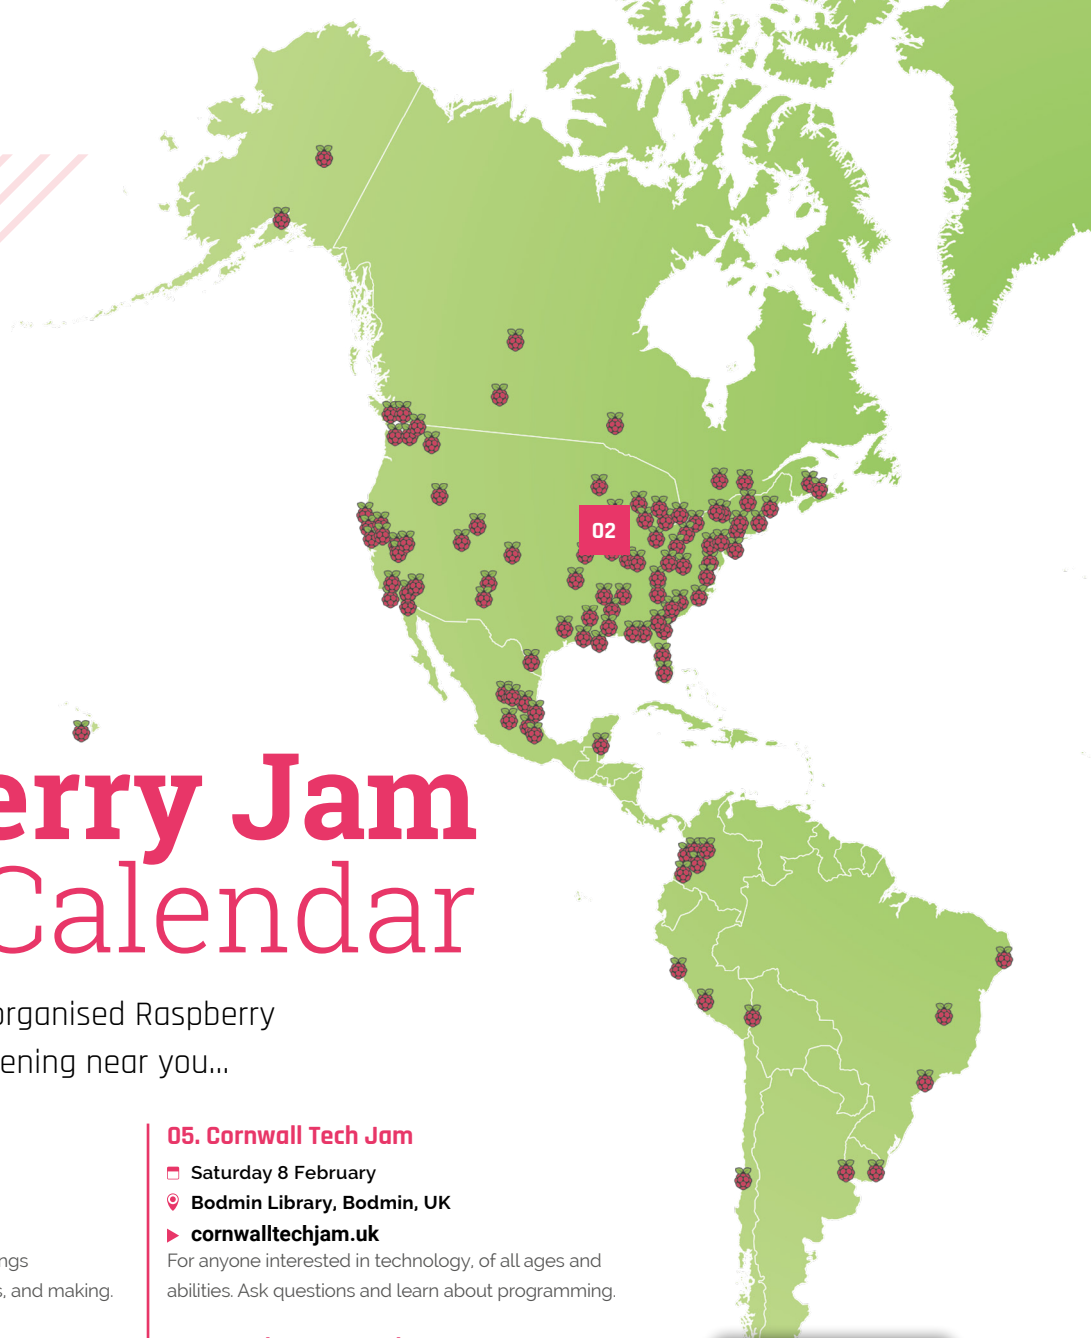 02
erry Jam
Calendar
organised Raspberry
ening near you...
ngs
s, and making.
05. Cornwall Tech Jam
Saturday 8 February
Bodmin Library, Bodmin, UK
cornwalltechjam.uk
For anyone interested in technology, of all ages and
abilities. Ask questions and learn about programming.